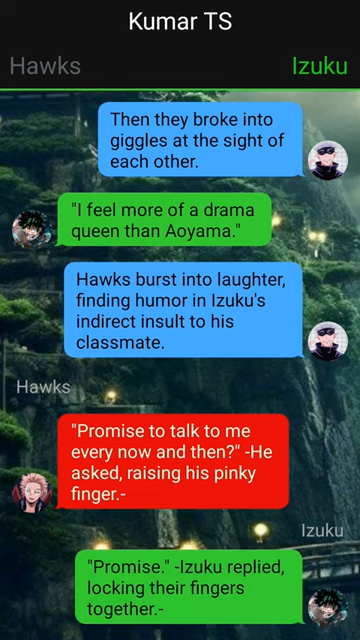 Kumar TS
Hawks
Izuku
Then they broke into
giggles at the sight of
each other.
"I feel more of a drama
queen than Aoyama."
Hawks burst into laughter,
finding humor in Izuku's
indirect insult to his
classmate.
Hawks
"Promise to talk to me
every now and then?" -He
asked, raising his pinky
finger.-
Izuku
"Promise." -Izuku replied,
locking their fingers
together.-